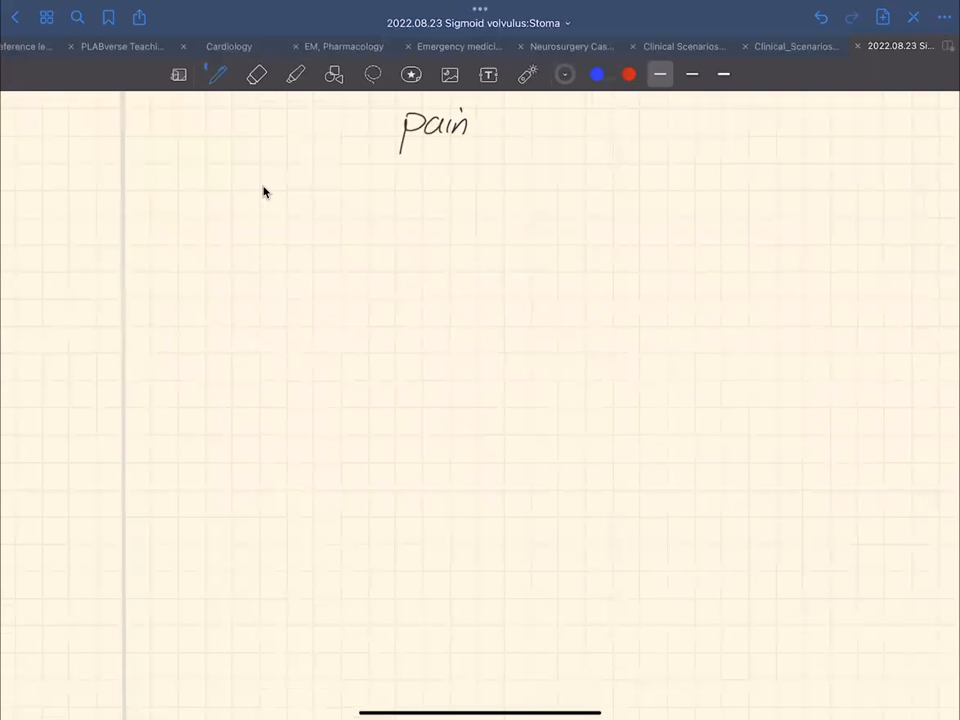 2022.08.23 Sigmoid volvulus:Stoma
eference le...
PLABverse Teachi...
Cardiology
EM, Pharmacology
Emergency medici...
Neurosurgery Cas...
Clinical Scenarios...
Clinical_Scenarios...
2022.08.23 Si...
T
pain